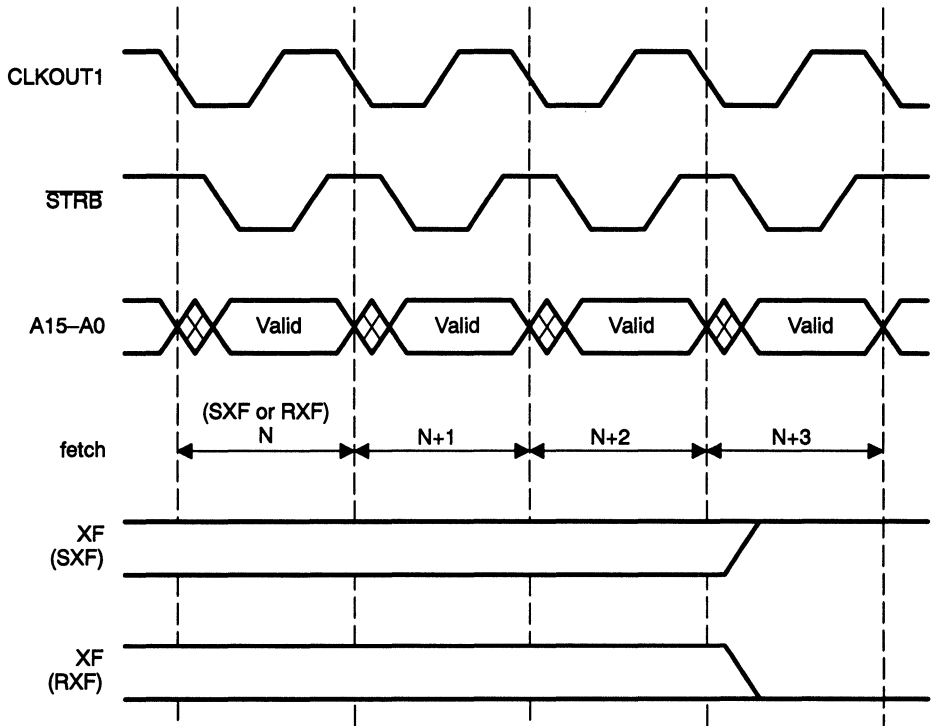 CLKOUT1
STRB
A15–A0
Valid
Valid
Valid
Valid
(SXF or RXF)
fetch
N
N+1
N+2
N+3
XF
(SXF)
XF
(RXF)